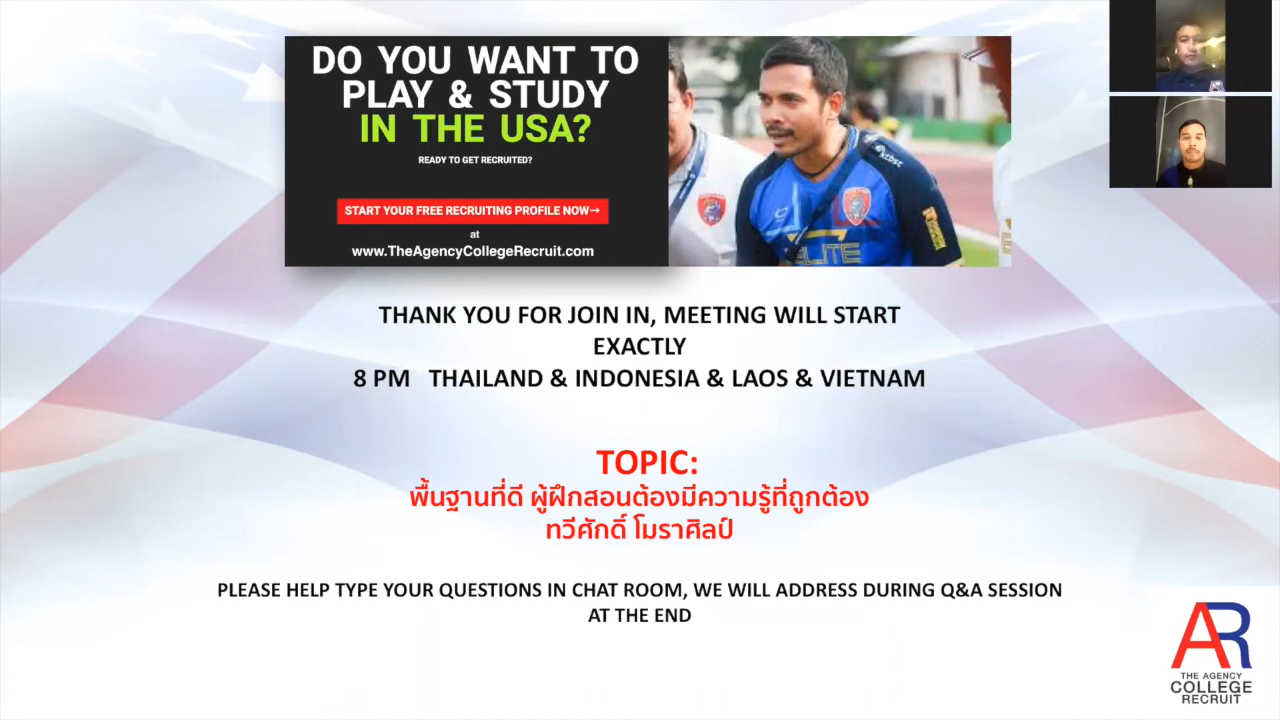 DO YOU WANT TO
PLAY & STUDY
IN THE USA?
READY TO GET RECRUITED?
START YOUR FREE RECRUITING PROFILE NOW→
at
www.TheAgencyCollegeRecruit.com
THANK YOU FOR JOIN IN, MEETING WILL START
EXACTLY
8 PM THAILAND & INDONESIA & LAOS & VIETNAM
TOPIC:
พื้นฐานที่ดี ผู้ฝึกสอนต้องมีความรู้ที่ถูกต้อง
ทวีศักดิ์ โมราศิลป์
PLEASE HELP TYPE YOUR QUESTIONS IN CHAT ROOM, WE WILL ADDRESS DURING Q&A SESSION
AT THE END
AR
THE AGENCY
COLLEGE
RECRUIT